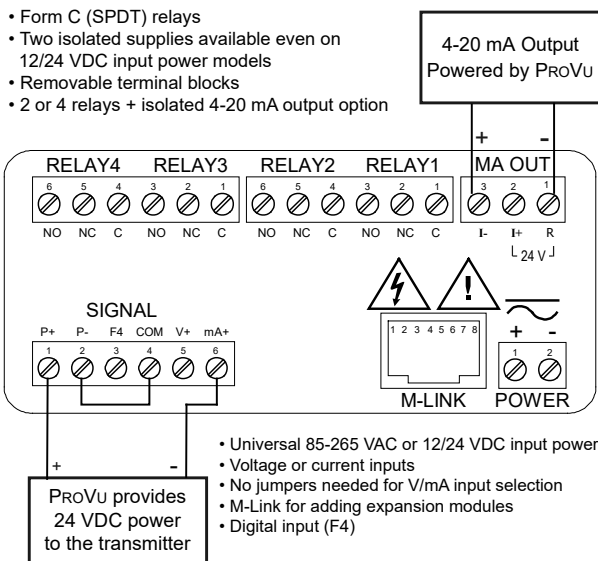 • Form C (SPDT) relays
• Two isolated supplies available even on
12/24 VDC input power models
• Removable terminal blocks
• 2 or 4 relays + isolated 4-20 mA output option
4-20 mA Output
Powered by PROVU
+ -
RELAY4 RELAY3 RELAY2 RELAY1 MA OUT
6 5 4 3 2 1 6 5 4 3 2 1 3 2 1
NO NC C NO NC C NO NC C NO NC C I- I+ R
24 V
SIGNAL
P+ P- F4 COM V+ mA+
1 2 3 4 5 6
1 2 3 4 5 6 7 8
!
+ -
1 2
M-LINK POWER
+ -
PROVU provides
24 VDC power
to the transmitter
• Universal 85-265 VAC or 12/24 VDC input power
• Voltage or current inputs
• No jumpers needed for V/mA input selection
• M-Link for adding expansion modules
• Digital input (F4)